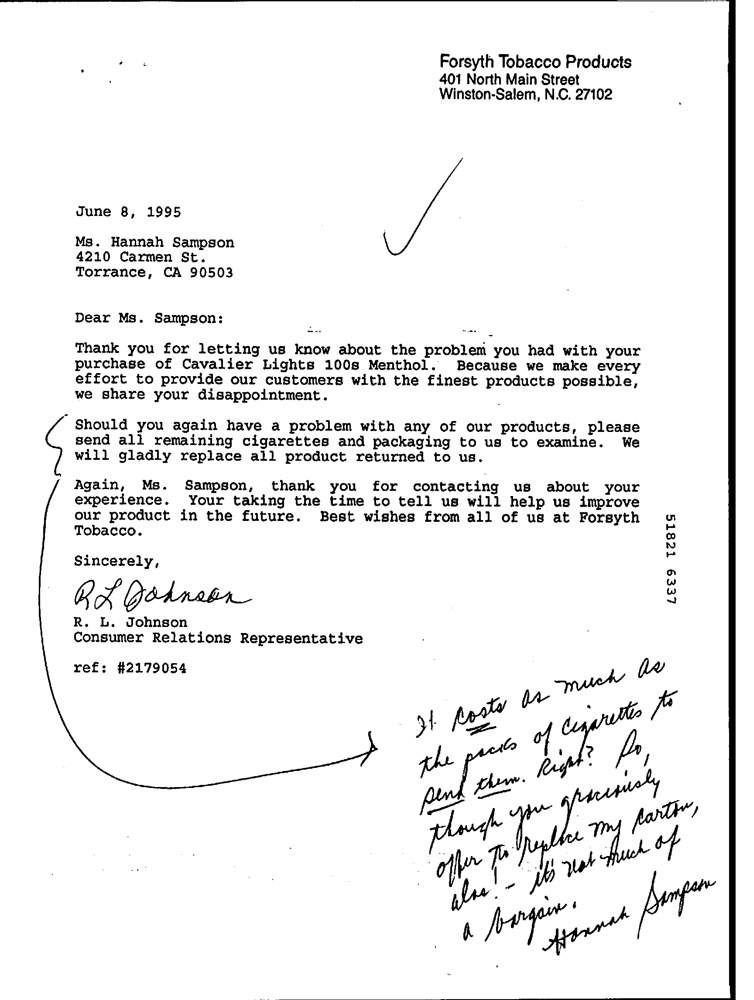 Forsyth Tobacco Products
401 North Main Street
Winston-Salem, N.C. 27102
June 8, 1995
Ms. Hannah Sampson
4210 Carmen St.
Torrance, CA 90503
Dear Ms. Sampson:
Thank you for letting us know about the problem you had with your
purchase of Cavalier Lights 100s Menthol. Because we make every
effort to provide our customers with the finest products possible,
we share your disappointment.
Should you again have a problem with any of our products, please
send all remaining cigarettes and packaging to us to examine. We
will gladly replace all product returned to us.
Again, Ms. Sampson, thank you for contacting us about your
experience. Your taking the time to tell us will help us improve
our product in the future. Best wishes from all of us at Forsyth
Tobacco.
Sincerely,
R L Johnson
R. L. Johnson
Consumer Relations Representative
ref: #2179054
51821 6337
It costs as much as
the packs of cigarettes to
send them. Right? So,
though you graciously
offer to replace my carton,
alas! - it's not much of
a bargain.
Hannah Sampson